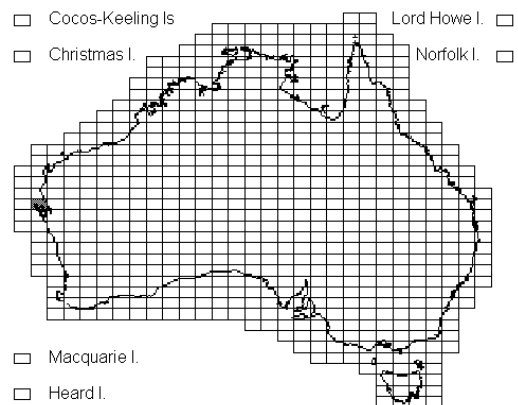 Cocos-Keeling Is
Lord Howe I.
Christmas I.
Norfolk I.
Macquarie I.
Heard I.